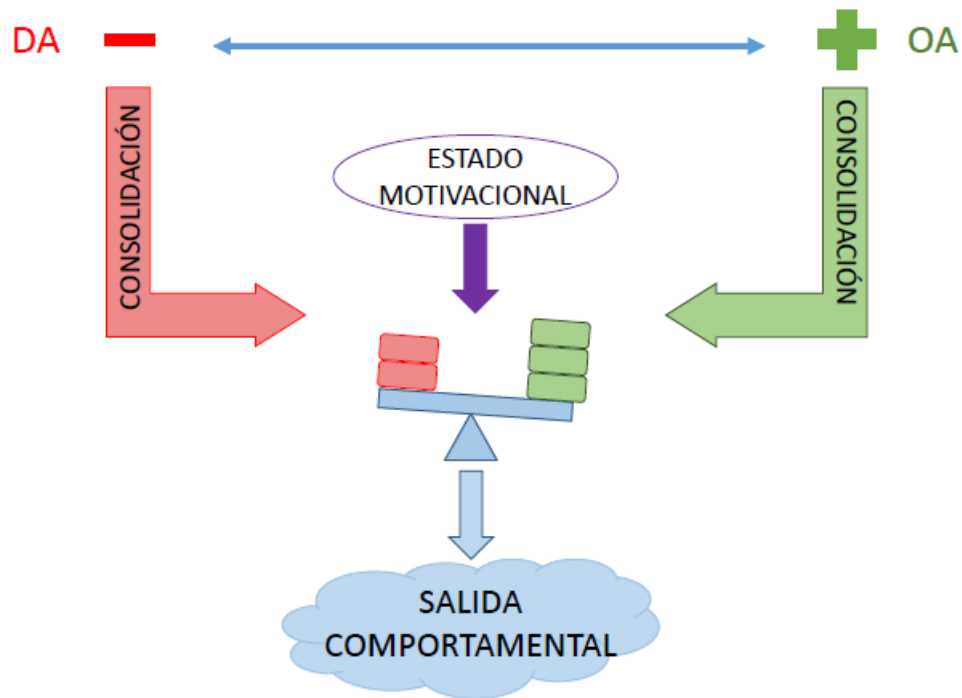 DA
OA
CONSOLIDACIÓN
ESTADO
MOTIVACIONAL
CONSOLIDACIÓN
SALIDA
COMPORTAMENTAL